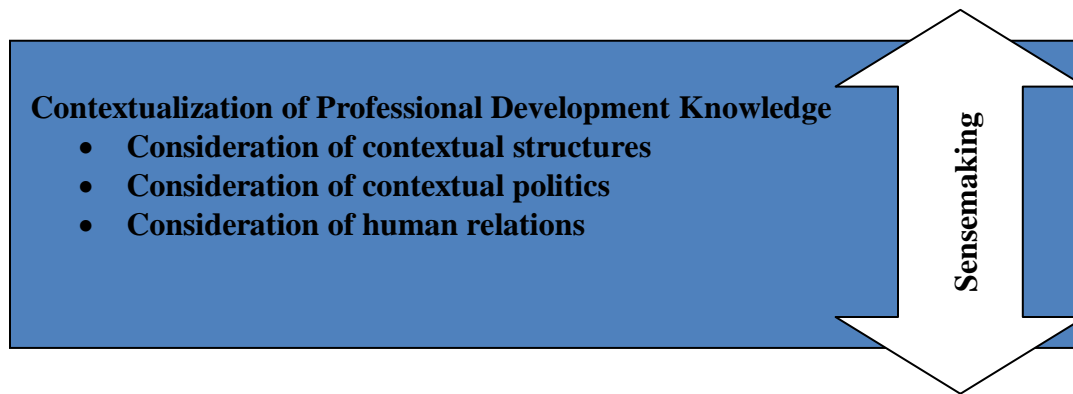 Contextualization of Professional Development Knowledge
• Consideration of contextual structures
• Consideration of contextual politics
• Consideration of human relations
Sensemaking